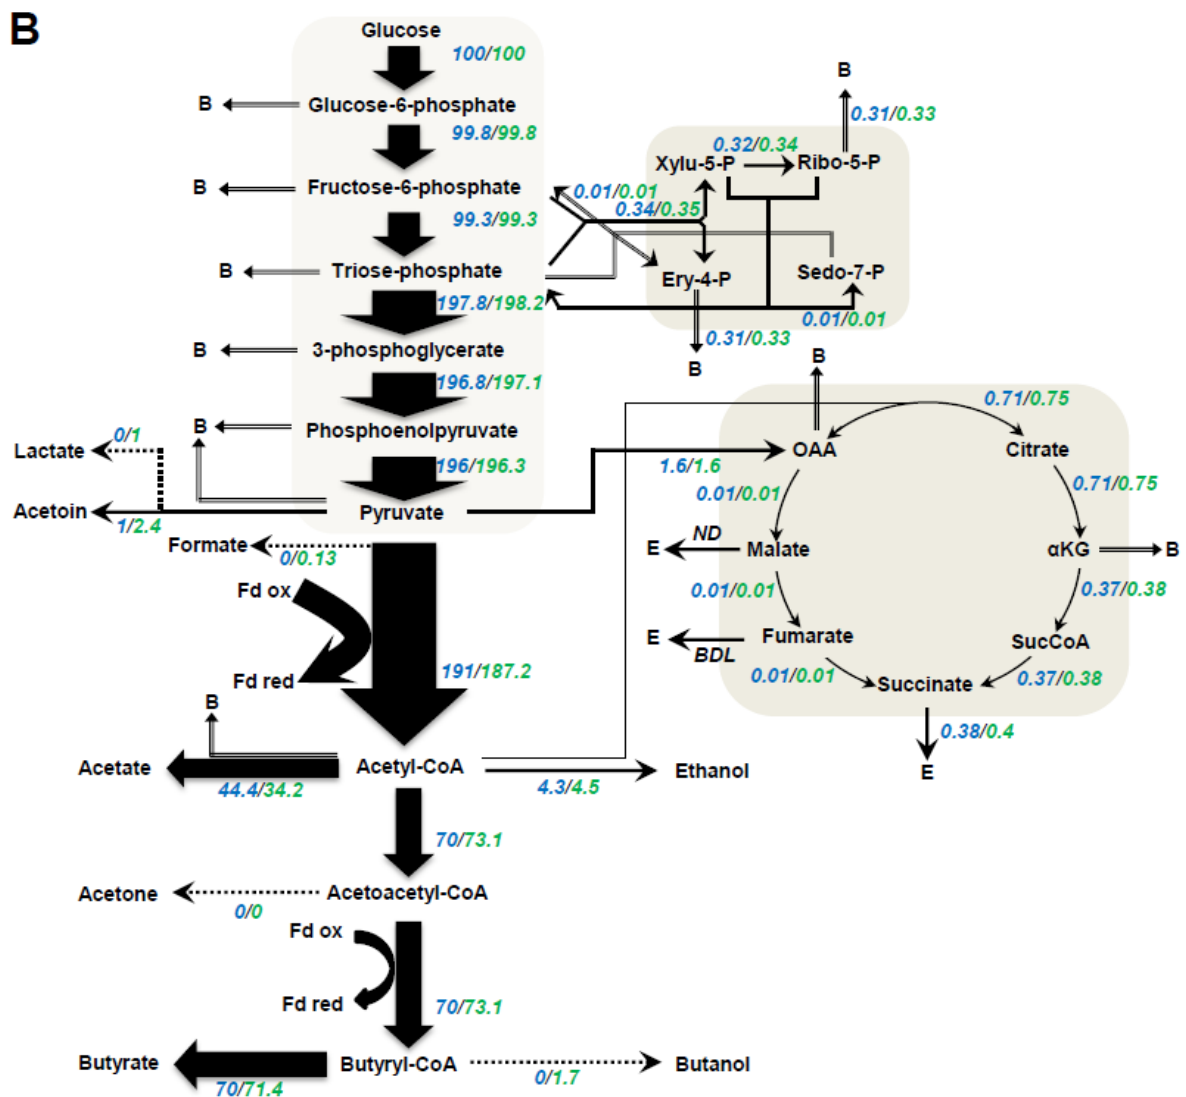 B
Glucose
100/100
B
Glucose-6-phosphate
99.8/99.8
B
Fructose-6-phosphate
99.3/99.3
B
Triose-phosphate
197.8/198.2
B
3-phosphoglycerate
196.8/197.1
B
Phosphoenolpyruvate
196/196.3
Pyruvate
Lactate
0/1
Acetoin
1/2.4
Formate
0/0.13
Fd ox
Fd red
191/187.2
B
Acetate
44.4/34.2
Acetyl-CoA
4.3/4.5
Ethanol
70/73.1
Acetone
0/0
Acetoacetyl-CoA
Fd ox
Fd red
70/73.1
Butyrate
70/71.4
Butyryl-CoA
0/1.7
Butanol
B
0.31/0.33
0.32/0.34
Xylu-5-P
Ribo-5-P
0.01/0.01
0.34/0.35
Ery-4-P
Sedo-7-P
0.01/0.01
0.31/0.33
B
B
0.71/0.75
OAA
Citrate
1.6/1.6
0.01/0.01
0.71/0.75
E
ND
Malate
αKG
B
0.01/0.01
0.37/0.38
E
BDL
Fumarate
SucCoA
0.01/0.01
0.37/0.38
Succinate
0.38/0.4
E